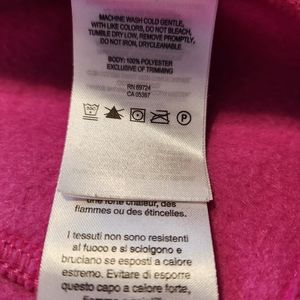 MACHINE WASH COLD GENTLE,
WITH LIKE COLORS, DO NOT BLEACH,
TUMBLE DRY LOW, REMOVE PROMPTLY,
DO NOT IRON, DRYCLEANABLE
BODY: 100% POLYESTER
EXCLUSIVE OF TRIMMING
RN 69724
CA 05397
P
une forte chaleur, des
flammes ou des étincelles.
I tessuti non sono resistenti
al fuoco e si sciolgono e
bruciano se esposti a calore
estremo. Evitare di esporre
questo capo a calore forte,